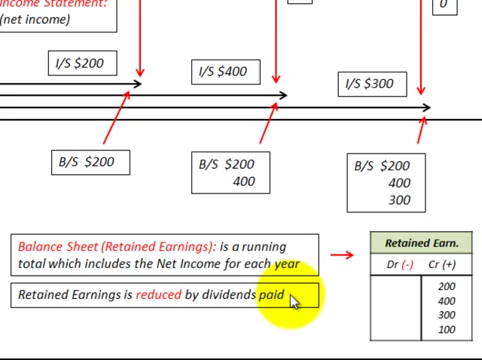 Income Statement:
(net income)
0
I/S $200
I/S $400
I/S $300
B/S $200
B/S $200
400
B/S $200
400
300
Balance Sheet (Retained Earnings): is a running
total which includes the Net Income for each year
Retained Earnings is reduced by dividends paid
Retained Earn.
Dr (-) Cr (+)
200
400
300
100